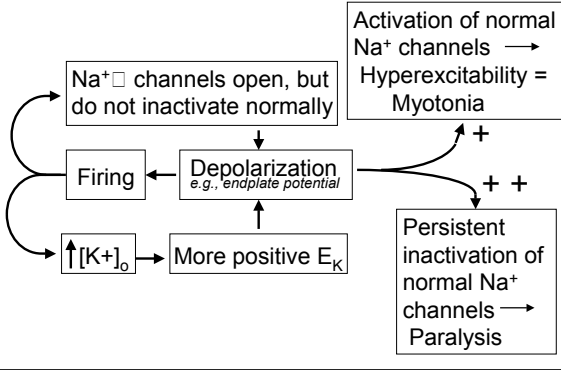 Activation of normal
Na⁺ channels →
Hyperexcitability =
Myotonia
Na⁺□ channels open, but
do not inactivate normally
+
Firing
Depolarization
e.g., endplate potential
+ +
↑[K+]ₒ
More positive E_K
Persistent
inactivation of
normal Na⁺
channels →
Paralysis